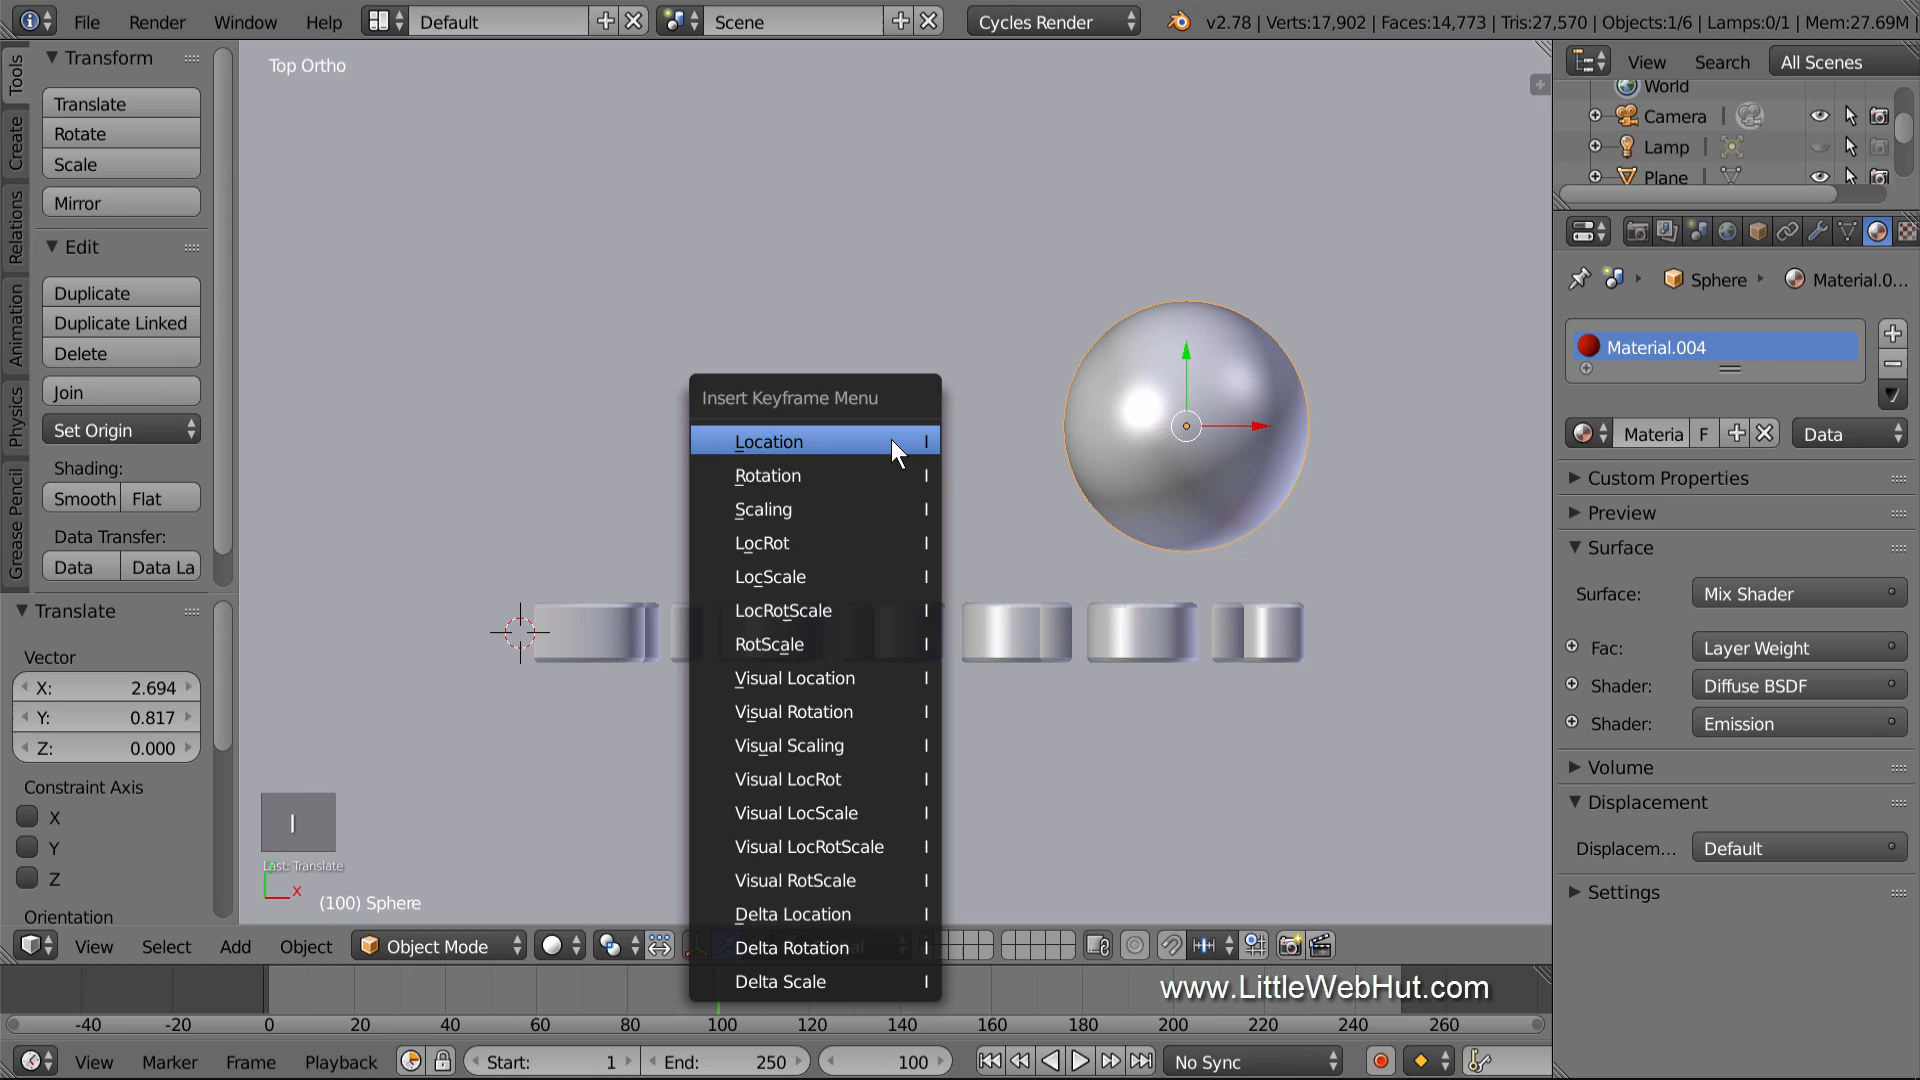 File Render Window Help Default Scene Cycles Render v2.78 | Verts:17,902 | Faces:14,773 | Tris:27,570 | Objects:1/6 | Lamps:0/1 | Mem:27.69M
Tools
Create
Relations
Animation
Physics
Grease Pencil
Transform
Translate
Rotate
Scale
Mirror
Edit
Duplicate
Duplicate Linked
Delete
Join
Set Origin
Shading:
Smooth Flat
Data Transfer:
Data Data La
Translate
Vector
X: 2.694
Y: 0.817
Z: 0.000
Constraint Axis
X
Y
Z
Orientation
Top Ortho
Insert Keyframe Menu
Location I
Rotation I
Scaling I
LocRot I
LocScale I
LocRotScale I
RotScale I
Visual Location I
Visual Rotation I
Visual Scaling I
Visual LocRot I
Visual LocScale I
Visual LocRotScale I
Visual RotScale I
Delta Location I
Delta Rotation I
Delta Scale I
I
Last: Translate
x
(100) Sphere
View Select Add Object Object Mode
www.LittleWebHut.com
-40 -20 0 20 40 60 80 100 120 140 160 180 200 220 240 260
View Marker Frame Playback Start: 1 End: 250 100 No Sync
View Search All Scenes
World
Camera
Lamp
Plane
Sphere Material.0...
Material.004
Materia F Data
Custom Properties
Preview
Surface
Surface: Mix Shader
Fac: Layer Weight
Shader: Diffuse BSDF
Shader: Emission
Volume
Displacement
Displacem... Default
Settings